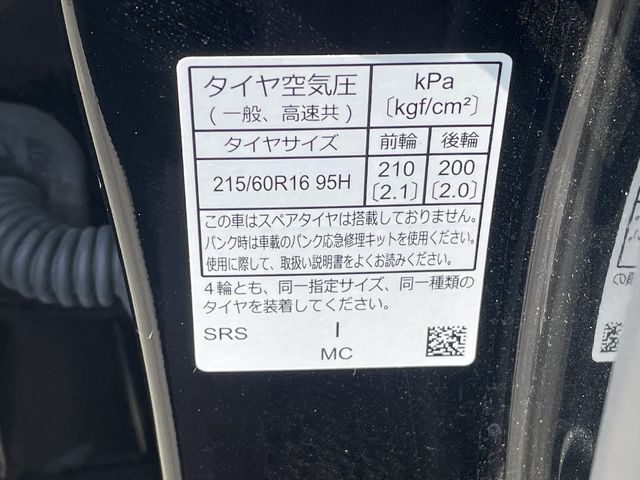 タイヤ空気圧
(一般、高速共)
kPa
〔kgf/cm²〕
タイヤサイズ
前輪
後輪
215/60R16 95H
210
〔2.1〕
200
〔2.0〕
この車はスペアタイヤは搭載しておりません。
パンク時は車載のパンク応急修理キットを使用ください。
使用に際して、取扱い説明書をよくお読みください。
4輪とも、同一指定サイズ、同一種類の
タイヤを装着してください。
SRS
I
MC